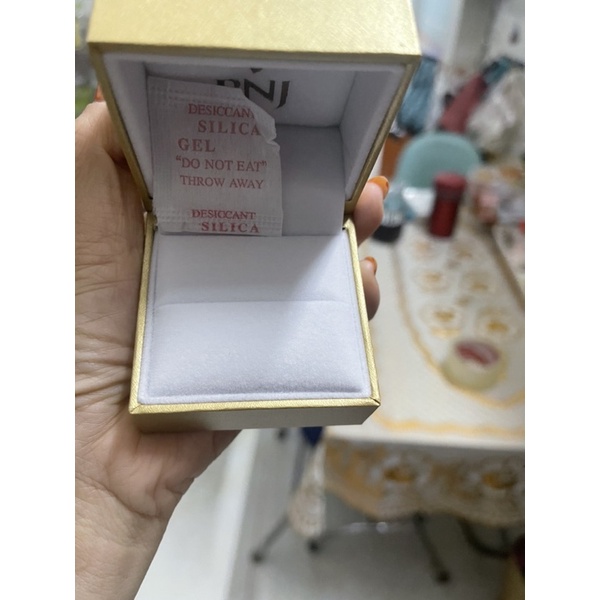 PNJ
DESICCANT
SILICA
GEL
"DO NOT EAT"
THROW AWAY
DESICCANT
SILICA